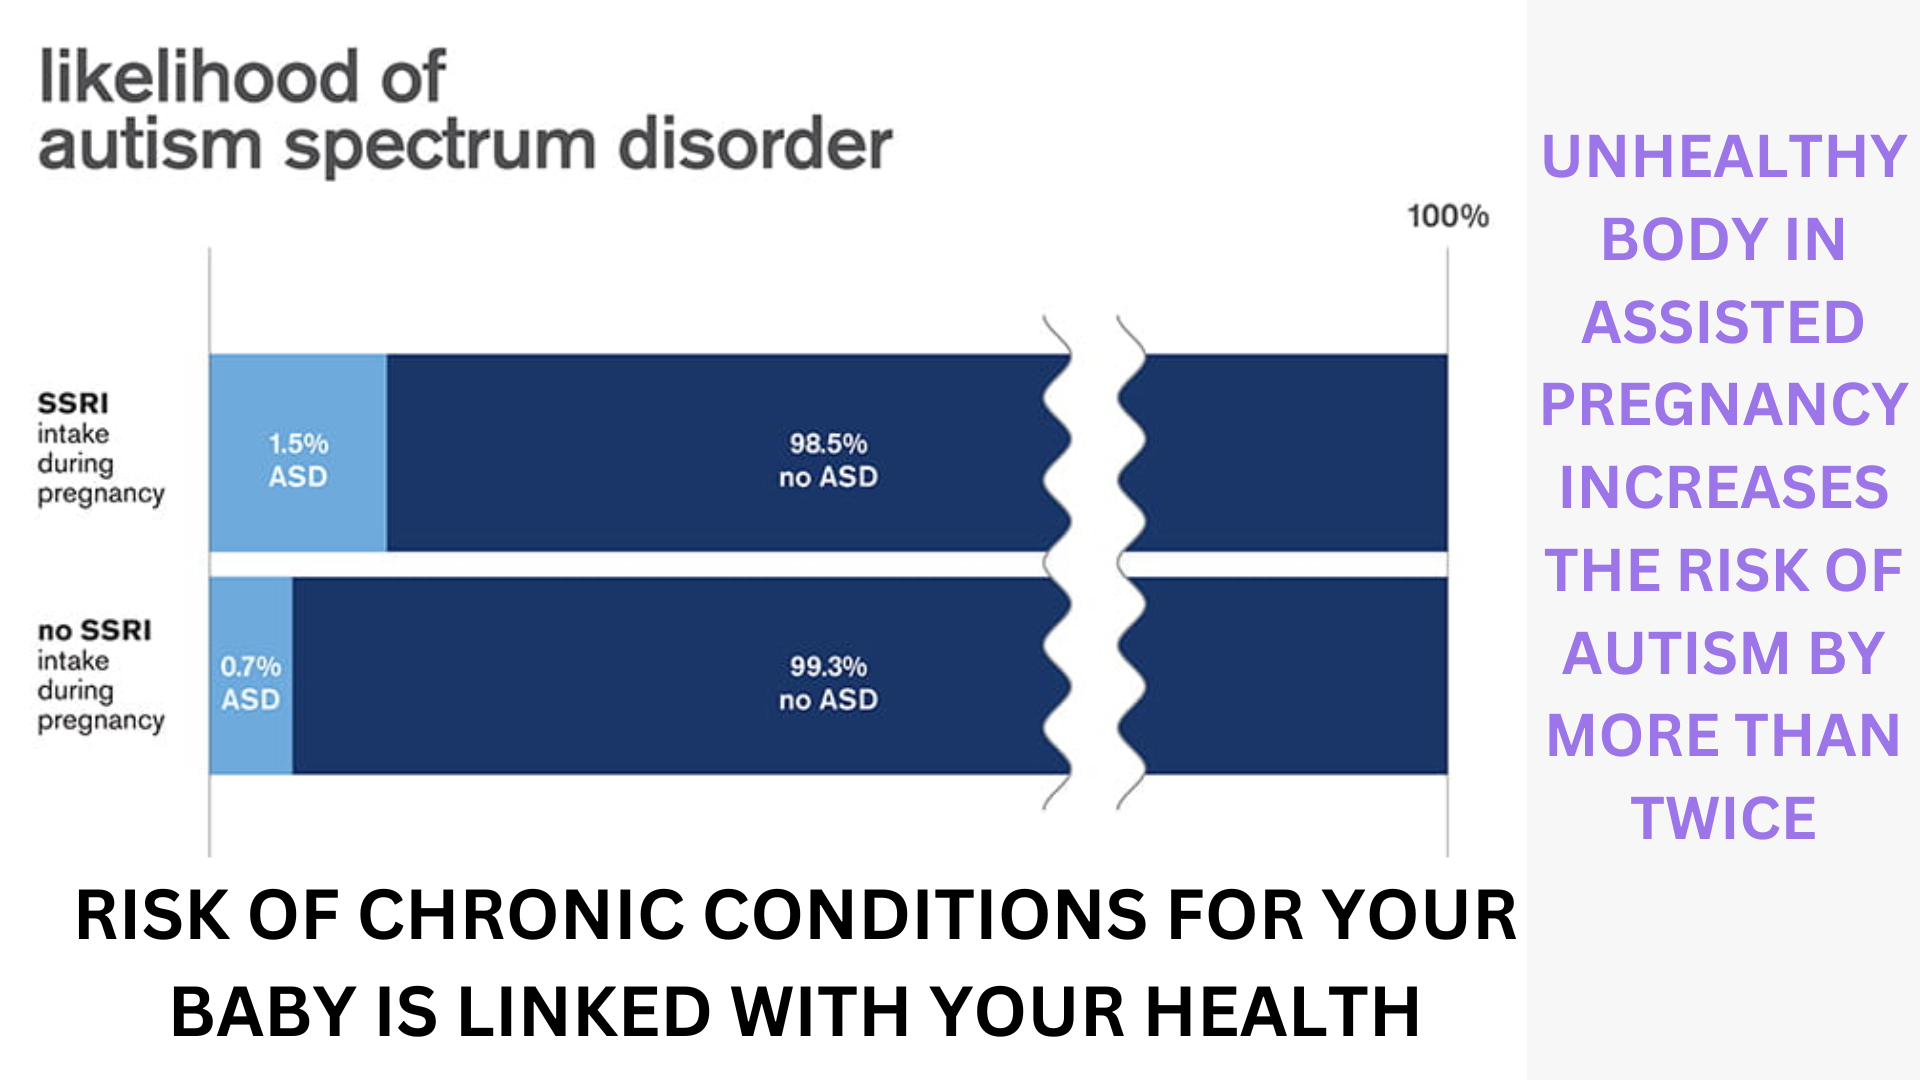 likelihood of
autism spectrum disorder
100%
SSRI
intake
during
pregnancy
1.5%
ASD
98.5%
no ASD
no SSRI
intake
during
pregnancy
0.7%
ASD
99.3%
no ASD
RISK OF CHRONIC CONDITIONS FOR YOUR
BABY IS LINKED WITH YOUR HEALTH
UNHEALTHY
BODY IN
ASSISTED
PREGNANCY
INCREASES
THE RISK OF
AUTISM BY
MORE THAN
TWICE